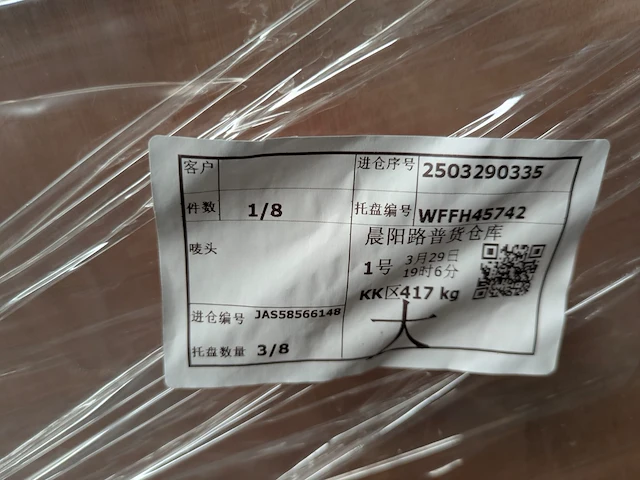 客户
进仓序号 2503290335
件数 1/8 托盘编号 WFFH45742
唛头
晨阳路普货仓库
1号 3月29日
19时6分
KK区417 kg
进仓编号 JAS58566148
大
托盘数量 3/8